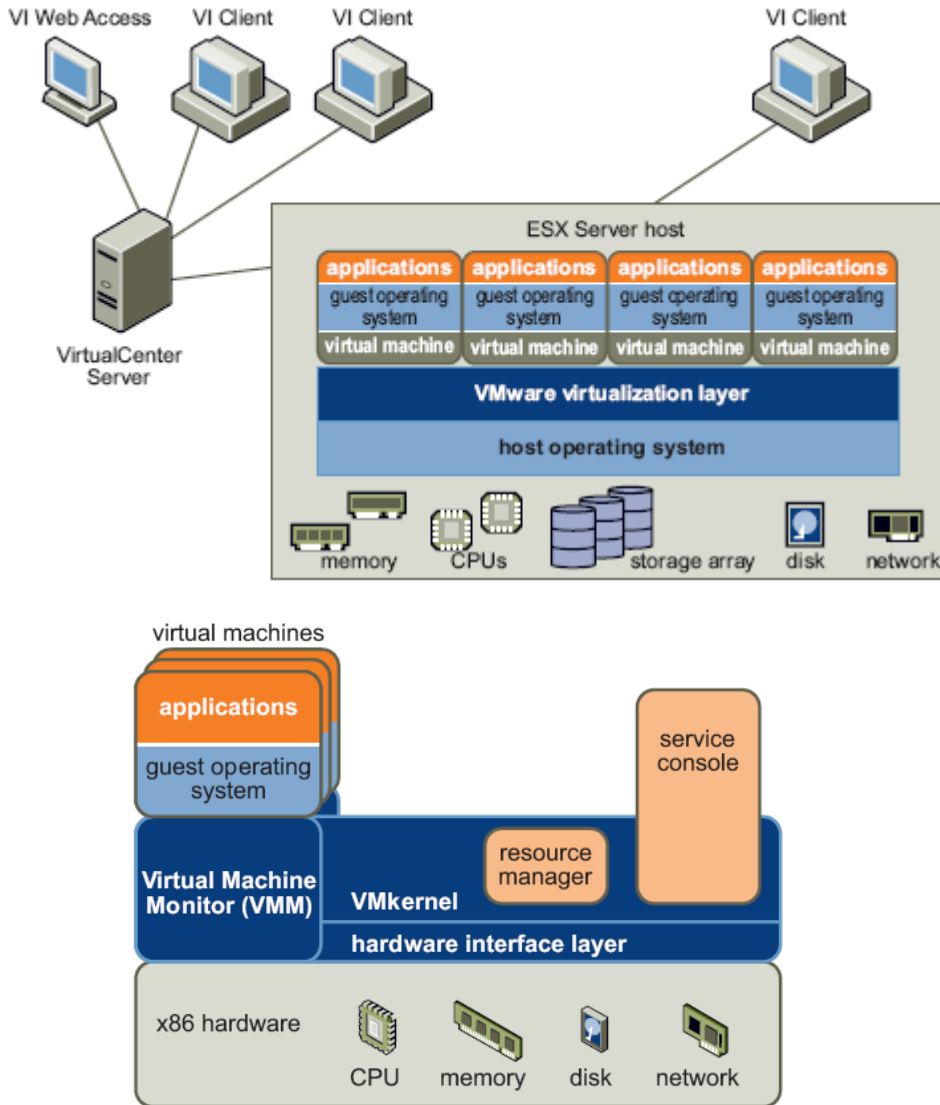 VI Web Access
VI Client
VI Client
VI Client
VirtualCenter
Server
ESX Server host
applications
applications
applications
applications
guest operating
system
guest operating
system
guest operating
system
guest operating
system
virtual machine
virtual machine
virtual machine
virtual machine
VMware virtualization layer
host operating system
memory
CPUs
storage array
disk
network
virtual machines
applications
guest operating
system
service
console
resource
manager
Virtual Machine
Monitor (VMM)
VMkernel
hardware interface layer
x86 hardware
CPU
memory
disk
network